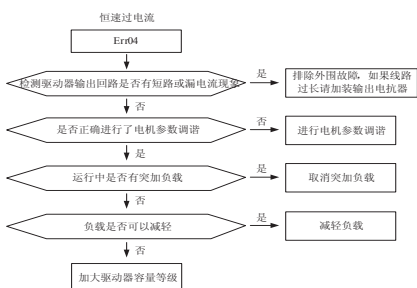 恒速过电流
Err04
检测驱动器输出回路是否有短路或漏电流现象
是
排除外围故障，如果线路
过长请加装输出电抗器
否
是否正确进行了电机参数调谐
否
进行电机参数调谐
是
运行中是否有突加负载
是
取消突加负载
否
负载是否可以减轻
是
减轻负载
否
加大驱动器容量等级